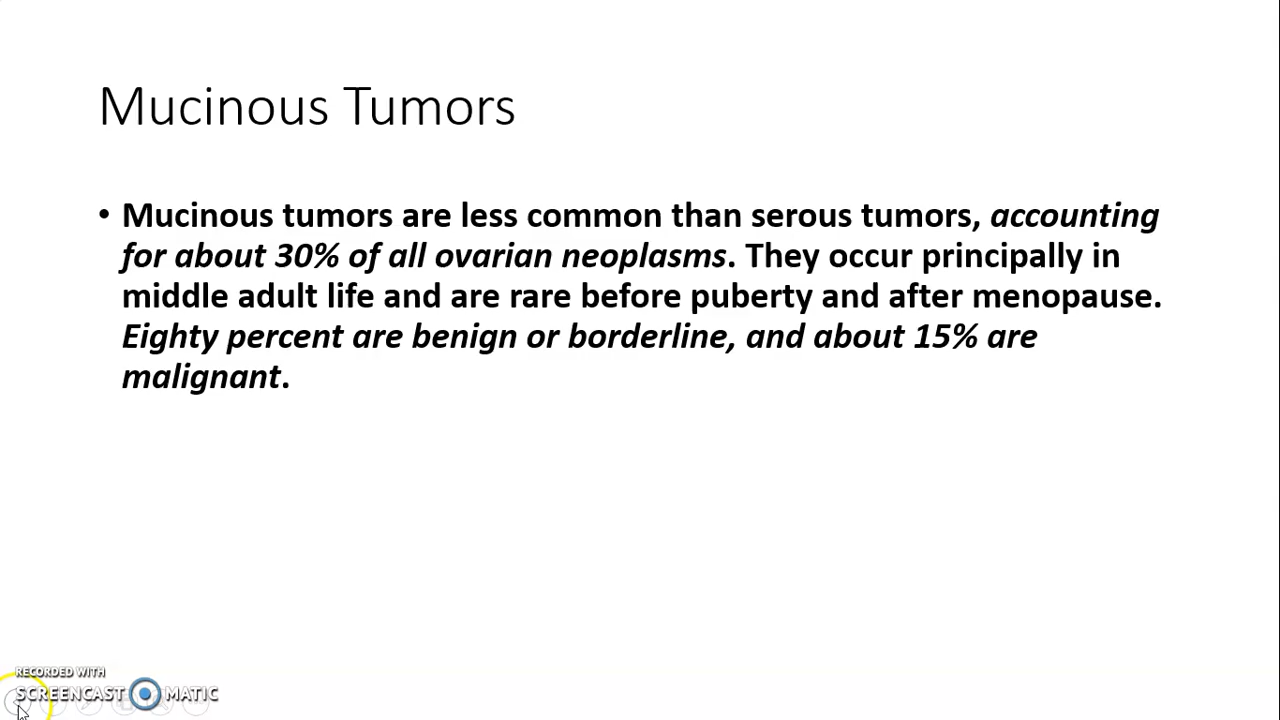 Mucinous Tumors
• Mucinous tumors are less common than serous tumors, accounting
for about 30% of all ovarian neoplasms. They occur principally in
middle adult life and are rare before puberty and after menopause.
Eighty percent are benign or borderline, and about 15% are
malignant.
RECORDED WITH
SCREENCAST MATIC